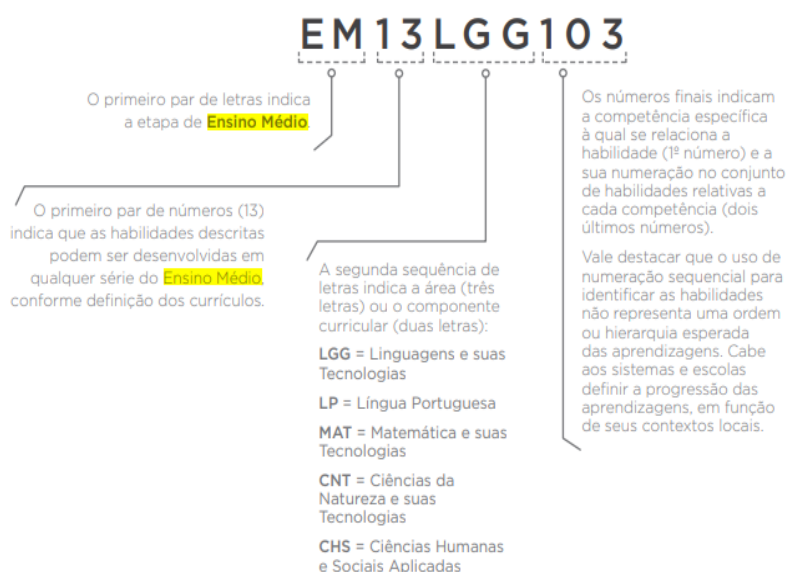 EM13LGG103
O primeiro par de letras indica
a etapa de Ensino Médio.
O primeiro par de números (13)
indica que as habilidades descritas
podem ser desenvolvidas em
qualquer série do Ensino Médio,
conforme definição dos currículos.
A segunda sequência de
letras indica a área (três
letras) ou o componente
curricular (duas letras):
LGG = Linguagens e suas
Tecnologias
LP = Língua Portuguesa
MAT = Matemática e suas
Tecnologias
CNT = Ciências da
Natureza e suas
Tecnologias
CHS = Ciências Humanas
e Sociais Aplicadas
Os números finais indicam
a competência específica
à qual se relaciona a
habilidade (1º número) e a
sua numeração no conjunto
de habilidades relativas a
cada competência (dois
últimos números).
Vale destacar que o uso de
numeração sequencial para
identificar as habilidades
não representa uma ordem
ou hierarquia esperada
das aprendizagens. Cabe
aos sistemas e escolas
definir a progressão das
aprendizagens, em função
de seus contextos locais.